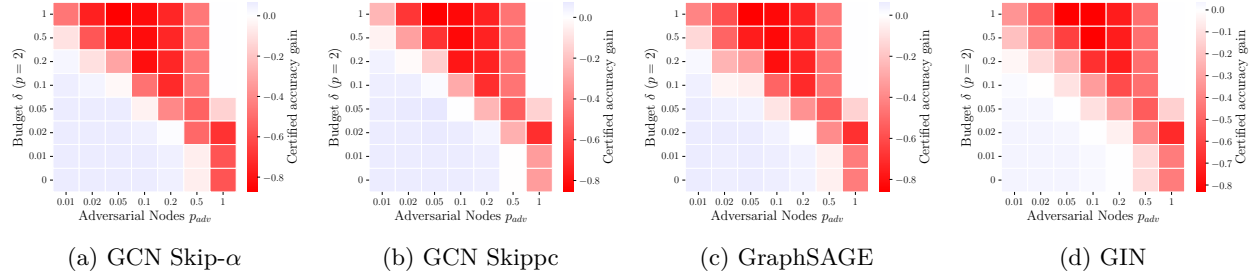 Budget δ (p = 2)
1
0.5
0.2
0.1
0.05
0.02
0.01
0
0.01 0.02 0.05 0.1 0.2 0.5 1
Adversarial Nodes p_adv
0.0
−0.2
−0.4
−0.6
−0.8
Certified accuracy gain
(a) GCN Skip-α
Budget δ (p = 2)
1
0.5
0.2
0.1
0.05
0.02
0.01
0
0.01 0.02 0.05 0.1 0.2 0.5 1
Adversarial Nodes p_adv
0.0
−0.2
−0.4
−0.6
−0.8
Certified accuracy gain
(b) GCN Skippc
Budget δ (p = 2)
1
0.5
0.2
0.1
0.05
0.02
0.01
0
0.01 0.02 0.05 0.1 0.2 0.5 1
Adversarial Nodes p_adv
0.0
−0.2
−0.4
−0.6
−0.8
Certified accuracy gain
(c) GraphSAGE
Budget δ (p = 2)
1
0.5
0.2
0.1
0.05
0.02
0.01
0
0.01 0.02 0.05 0.1 0.2 0.5 1
Adversarial Nodes p_adv
0.0
−0.1
−0.2
−0.3
−0.4
−0.5
−0.6
−0.7
−0.8
Certified accuracy gain
(d) GIN